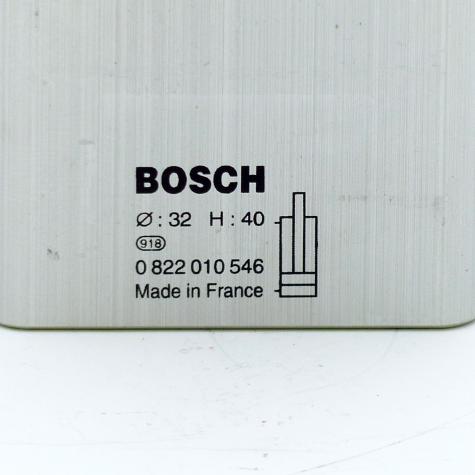 BOSCH
Ø : 32 H : 40
918
0 822 010 546
Made in France